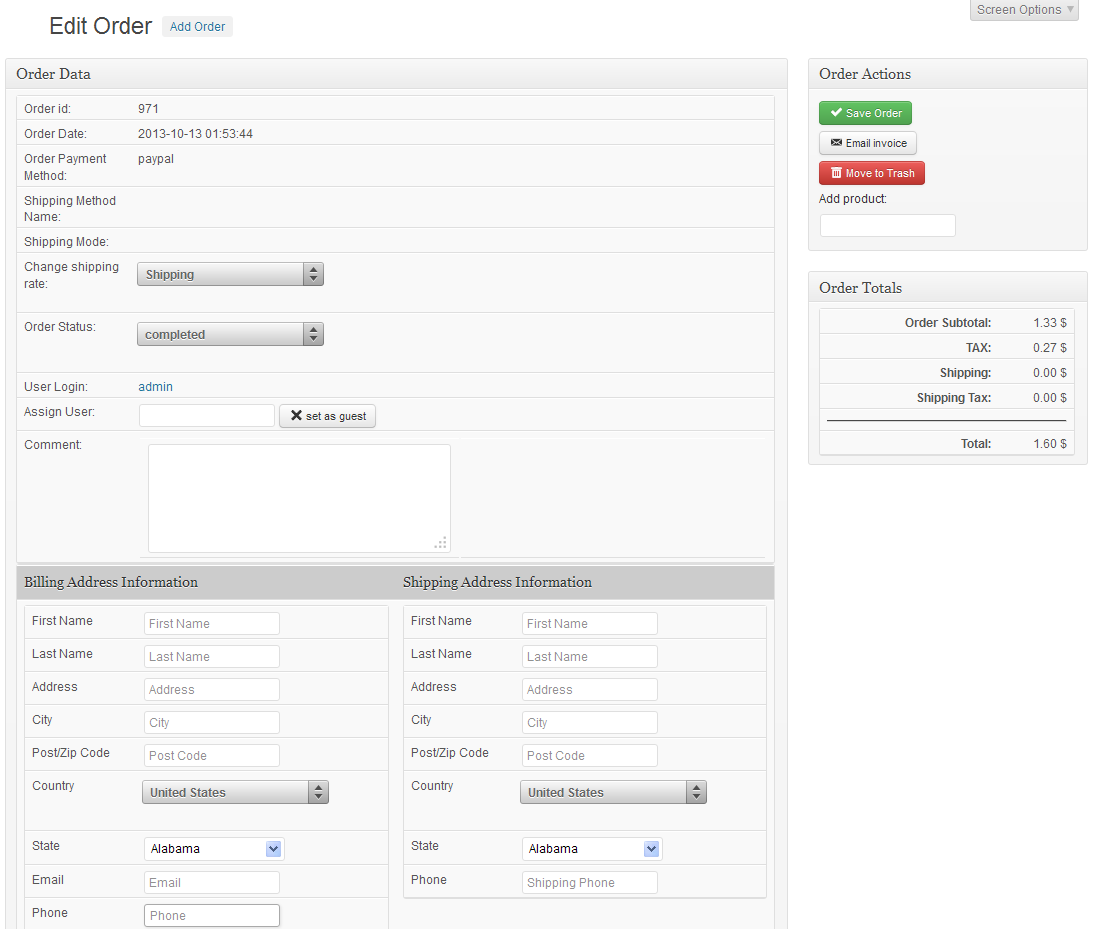 Screen Options
Edit Order Add Order
Order Data
Order id: 971
Order Date: 2013-10-13 01:53:44
Order Payment paypal
Method:
Shipping Method
Name:
Shipping Mode:
Change shipping Shipping
rate:
Order Status: completed
User Login: admin
Assign User: set as guest
Comment:
Billing Address Information
First Name First Name
Last Name Last Name
Address Address
City City
Post/Zip Code Post Code
Country United States
State Alabama
Email Email
Phone Phone
Shipping Address Information
First Name First Name
Last Name Last Name
Address Address
City City
Post/Zip Code Post Code
Country United States
State Alabama
Phone Shipping Phone
Order Actions
Save Order
Email invoice
Move to Trash
Add product:
Order Totals
Order Subtotal: 1.33 $
TAX: 0.27 $
Shipping: 0.00 $
Shipping Tax: 0.00 $
Total: 1.60 $